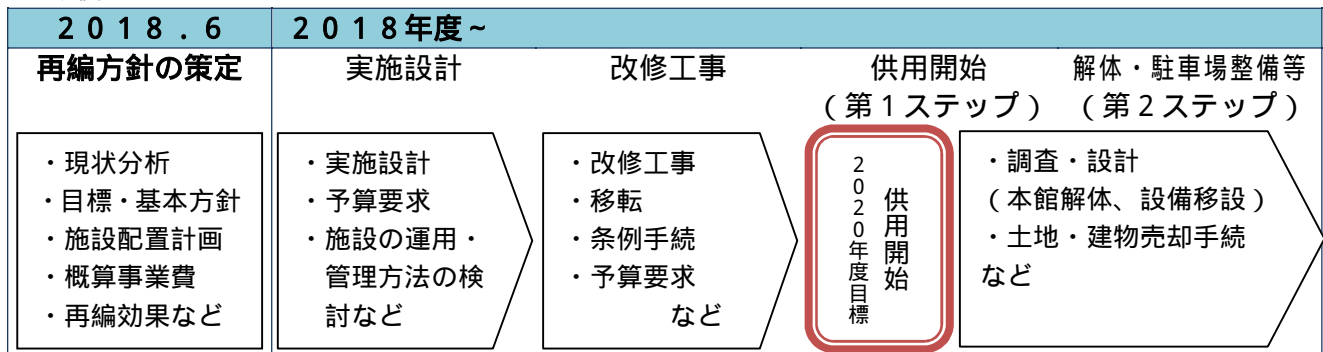 ２０１８．６
２０１８年度～
再編方針の策定
実施設計
改修工事
供用開始
（第１ステップ）
解体・駐車場整備等
（第２ステップ）
・現状分析
・目標・基本方針
・施設配置計画
・概算事業費
・再編効果など
・実施設計
・予算要求
・施設の運用・
管理方法の検
討など
・改修工事
・移転
・条例手続
・予算要求
など
供用開始
２０２０年度目標
・調査・設計
（本館解体、設備移設）
・土地・建物売却手続
など